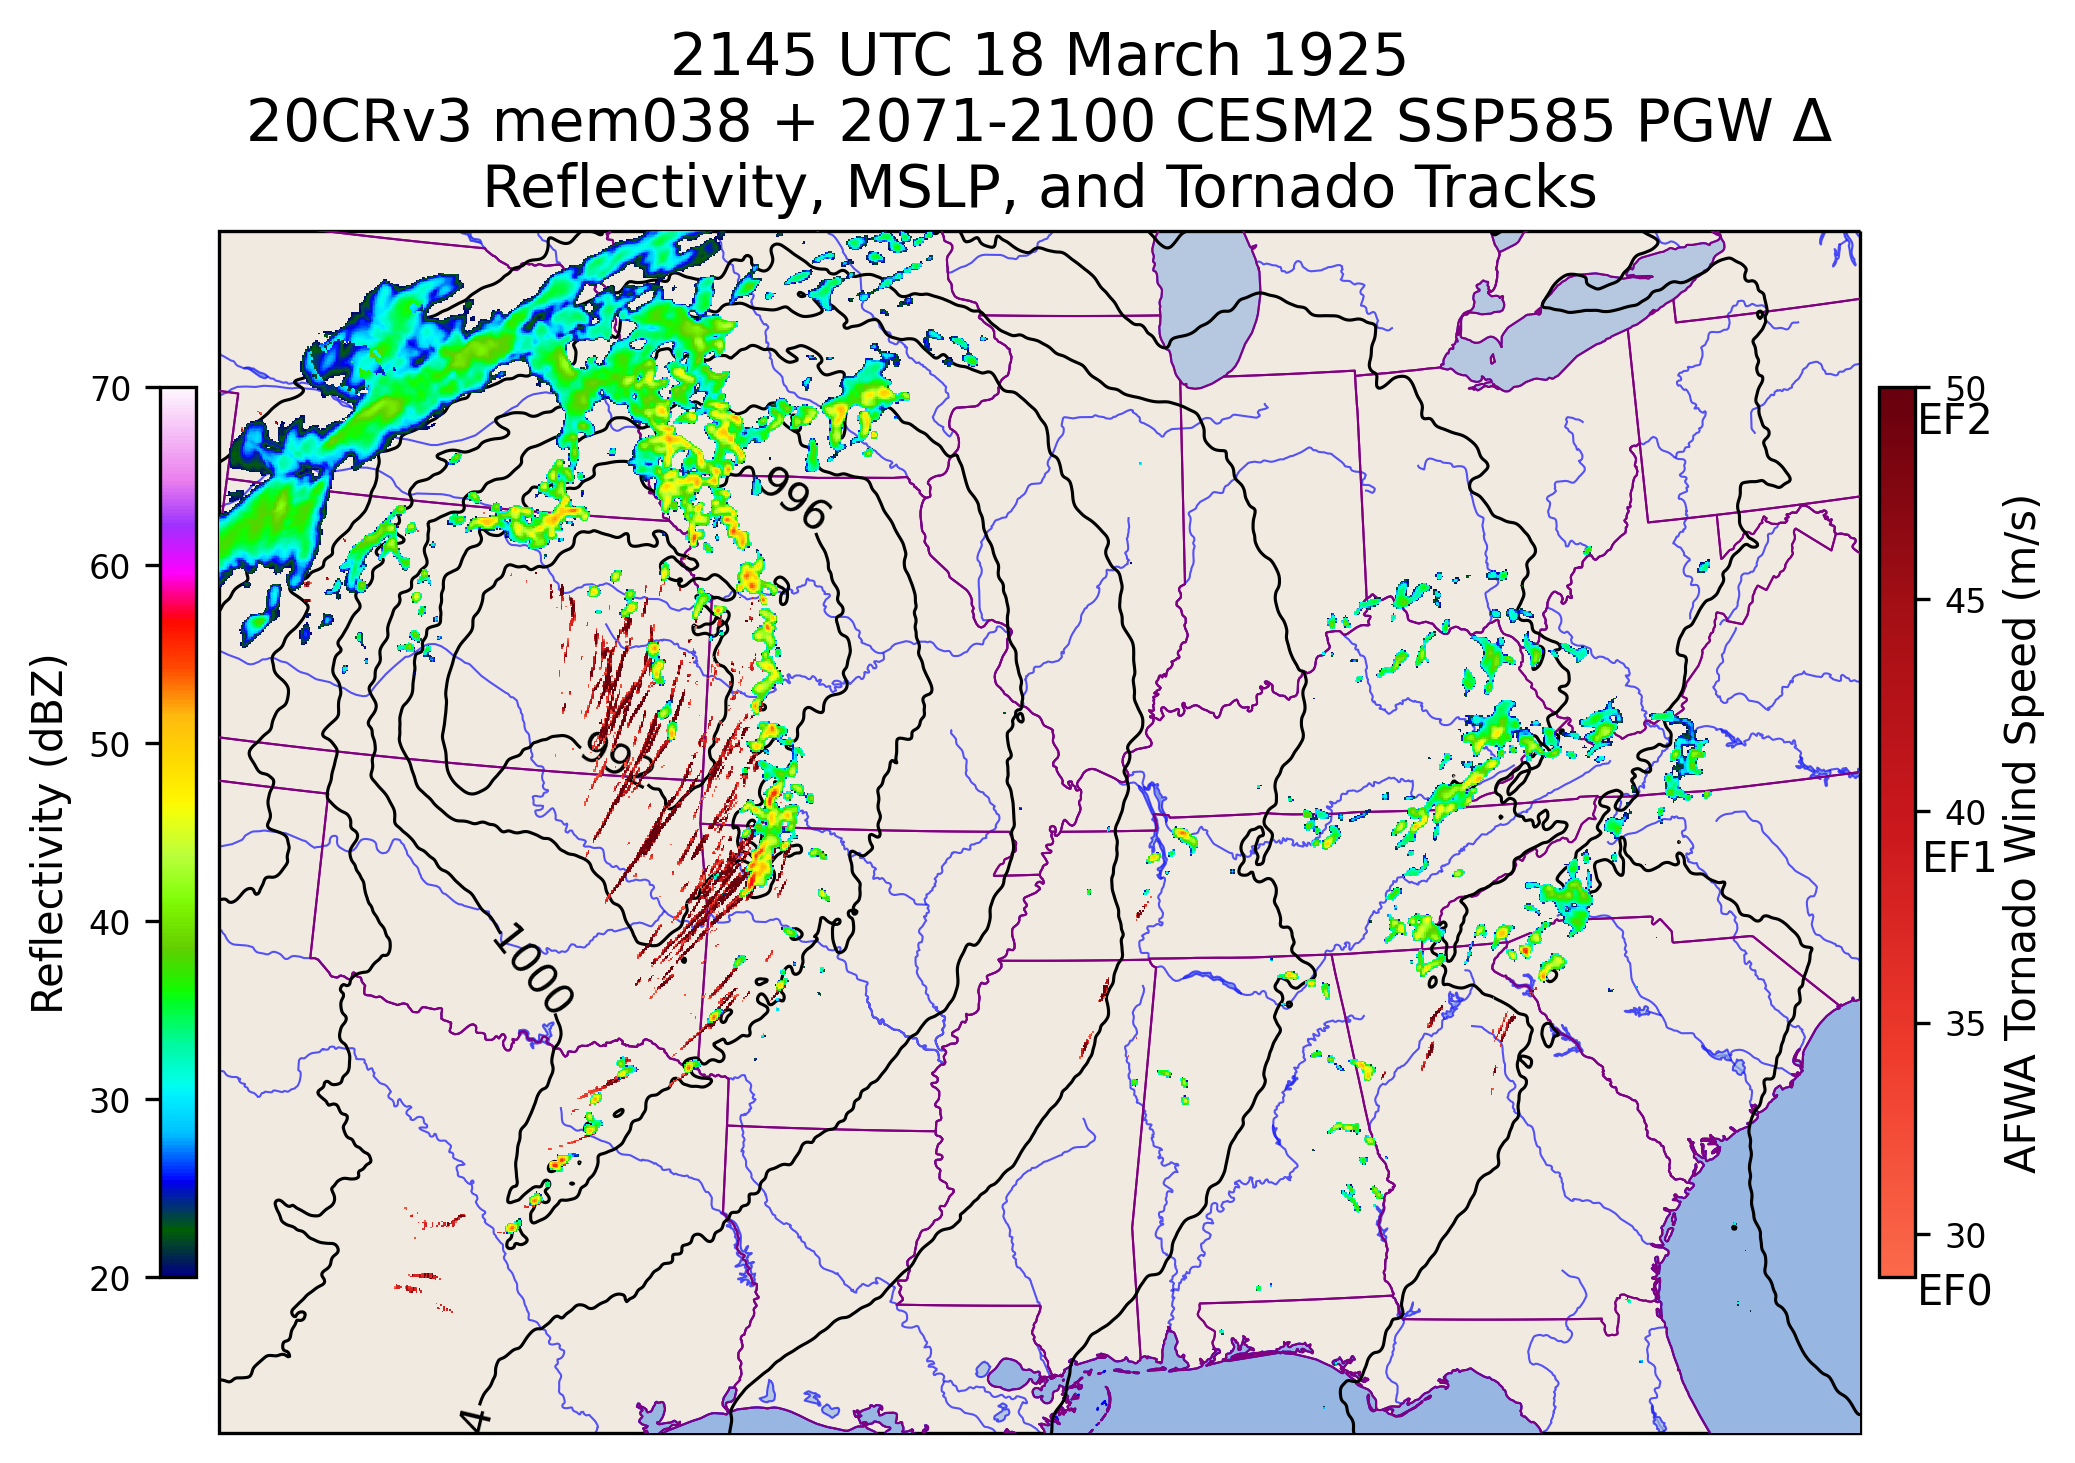 2145 UTC 18 March 1925
20CRv3 mem038 + 2071-2100 CESM2 SSP585 PGW Δ
Reflectivity, MSLP, and Tornado Tracks
Reflectivity (dBZ)
70
60
50
40
30
20
996
1000
4
50
EF2
45
40
EF1
35
30
EF0
AFWA Tornado Wind Speed (m/s)